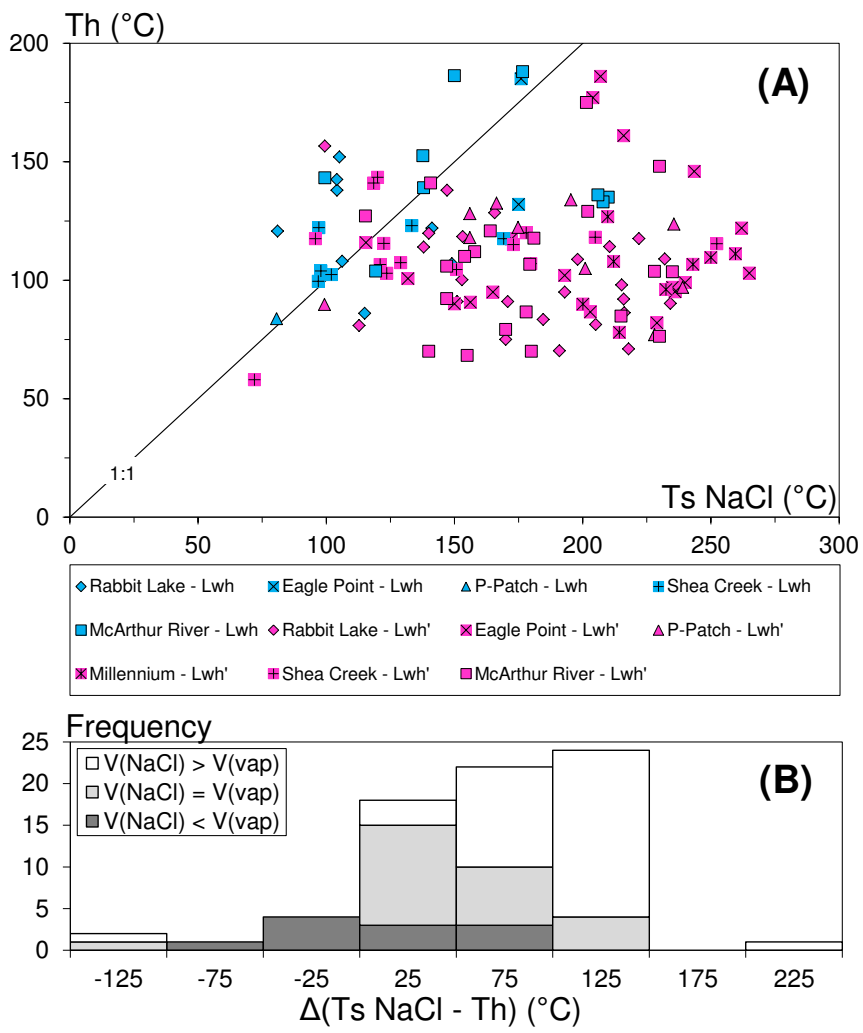 Th (°C)
200
(A)
150
100
50
1:1
Ts NaCl (°C)
0
0 50 100 150 200 250 300
Rabbit Lake - Lwh Eagle Point - Lwh P-Patch - Lwh Shea Creek - Lwh
McArthur River - Lwh Rabbit Lake - Lwh' Eagle Point - Lwh' P-Patch - Lwh'
Millennium - Lwh' Shea Creek - Lwh' McArthur River - Lwh'
Frequency
25
V(NaCl) > V(vap)
(B)
20
V(NaCl) = V(vap)
V(NaCl) < V(vap)
15
10
5
0
-125 -75 -25 25 75 125 175 225
Δ(Ts NaCl - Th) (°C)